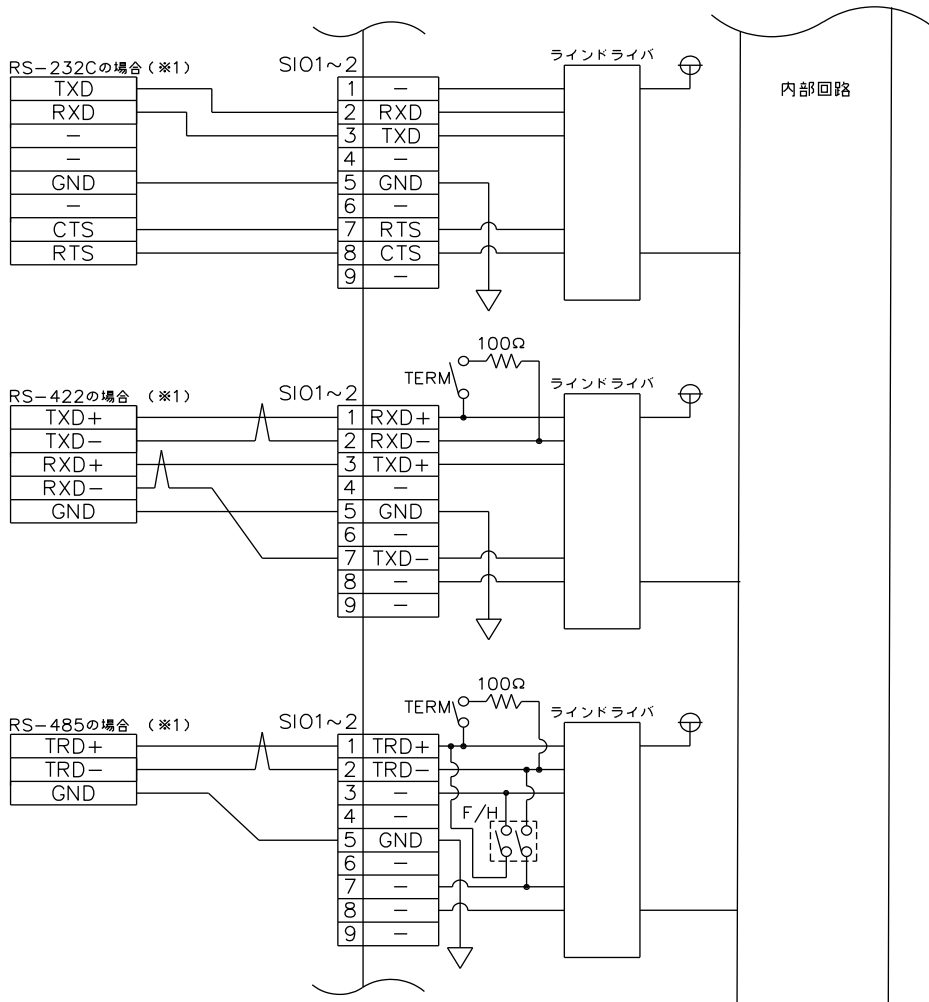 ラインドライバ
RS-232Cの場合(※1)
SIO1~2
内部回路
TXD
1 -
RXD
2 RXD
-
3 TXD
-
4 -
GND
5 GND
-
6 -
CTS
7 RTS
RTS
8 CTS
9 -
100Ω
TERM
ラインドライバ
RS-422の場合 (※1)
SIO1~2
TXD+
1 RXD+
TXD-
2 RXD-
RXD+
3 TXD+
RXD-
4 -
GND
5 GND
6 -
7 TXD-
8 -
9 -
100Ω
TERM
ラインドライバ
RS-485の場合 (※1)
SIO1~2
TRD+
1 TRD+
TRD-
2 TRD-
GND
3 -
F/H
4 -
5 GND
6 -
7 -
8 -
9 -